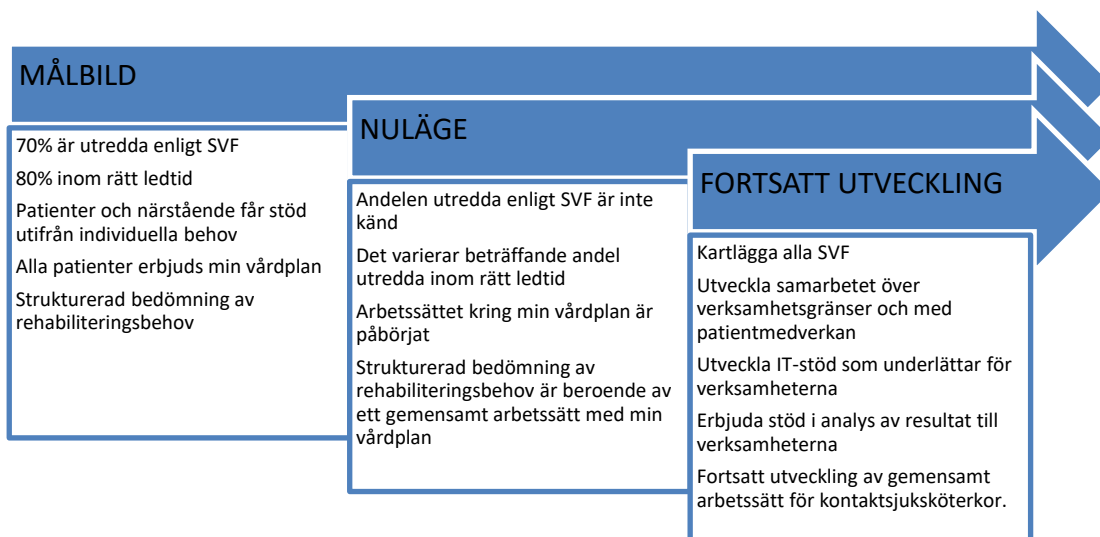 MÅLBILD
70% är utredda enligt SVF
80% inom rätt ledtid
Patienter och närstående får stöd
utifrån individuella behov
Alla patienter erbjuds min vårdplan
Strukturerad bedömning av
rehabiliteringsbehov
NULÄGE
Andelen utredda enligt SVF är inte
känd
Det varierar beträffande andel
utredda inom rätt ledtid
Arbetssättet kring min vårdplan är
påbörjat
Strukturerad bedömning av
rehabiliteringsbehov är beroende av
ett gemensamt arbetssätt med min
vårdplan
FORTSATT UTVECKLING
Kartlägga alla SVF
Utveckla samarbetet över
verksamhetsgränser och med
patientmedverkan
Utveckla IT-stöd som underlättar för
verksamheterna
Erbjuda stöd i analys av resultat till
verksamheterna
Fortsatt utveckling av gemensamt
arbetssätt för kontaktsjuksköterkor.